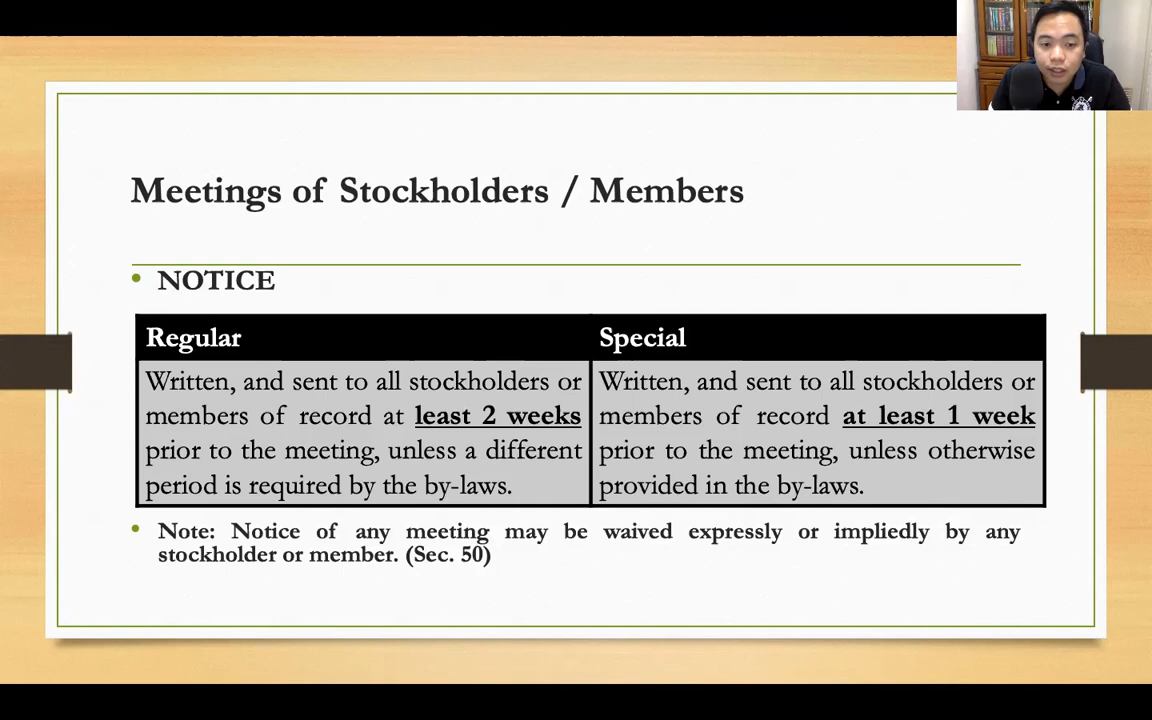 Meetings of Stockholders / Members
• NOTICE
Regular
Written, and sent to all stockholders or
members of record at least 2 weeks
prior to the meeting, unless a different
period is required by the by-laws.
Special
Written, and sent to all stockholders or
members of record at least 1 week
prior to the meeting, unless otherwise
provided in the by-laws.
• Note: Notice of any meeting may be waived expressly or impliedly by any
stockholder or member. (Sec. 50)